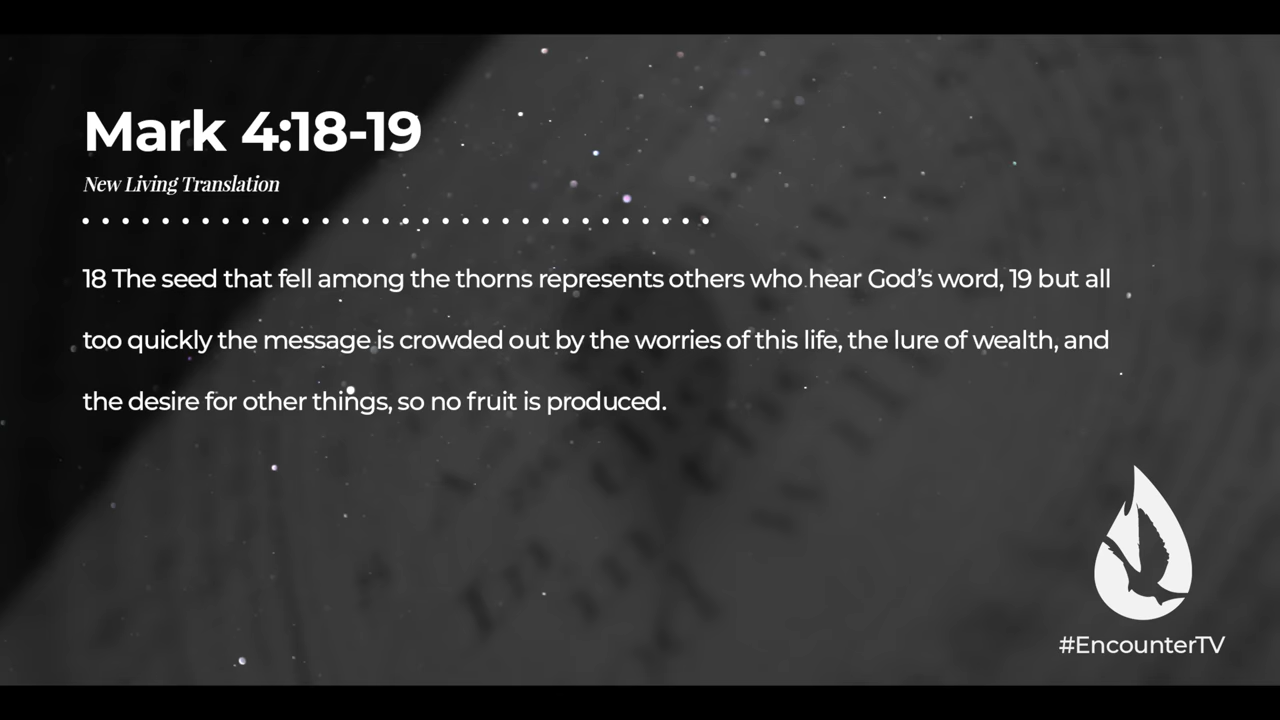 Mark 4:18-19
New Living Translation
18 The seed that fell among the thorns represents others who hear God’s word, 19 but all
too quickly the message is crowded out by the worries of this life, the lure of wealth, and
the desire for other things, so no fruit is produced.
#EncounterTV